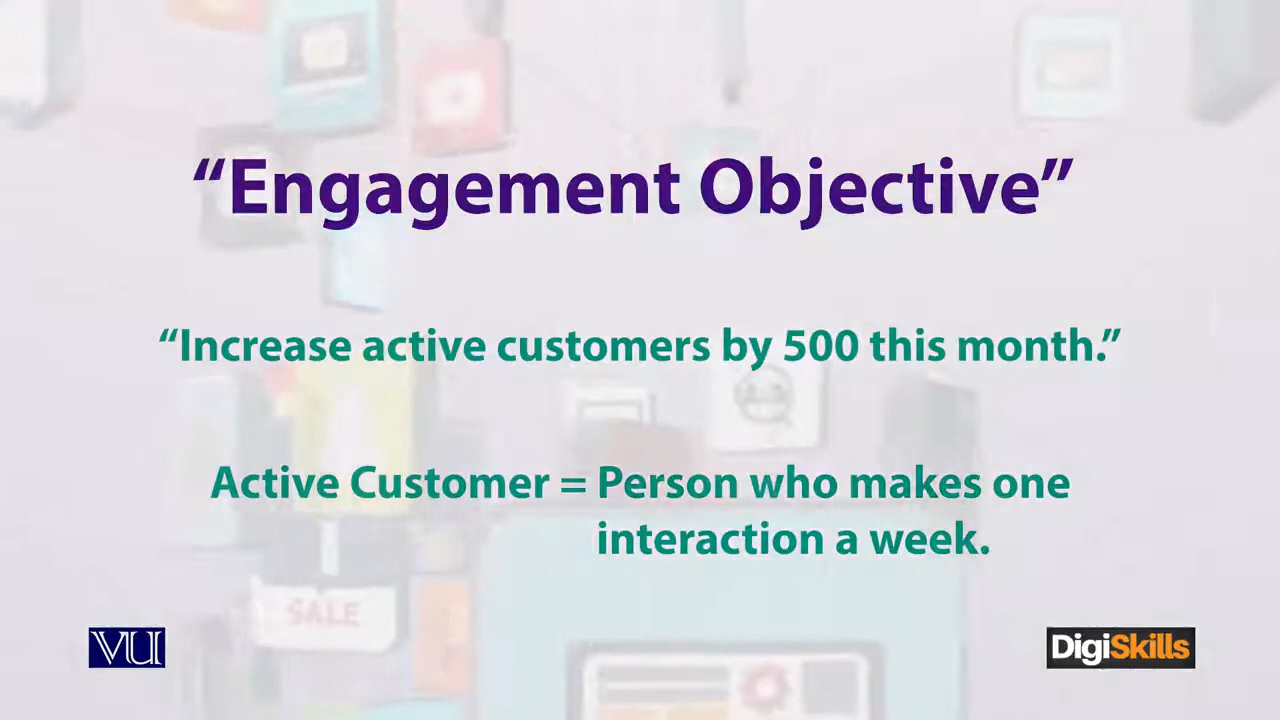 “Engagement Objective”
“Increase active customers by 500 this month.”
Active Customer = Person who makes one
interaction a week.
SALE
VU
DigiSkills